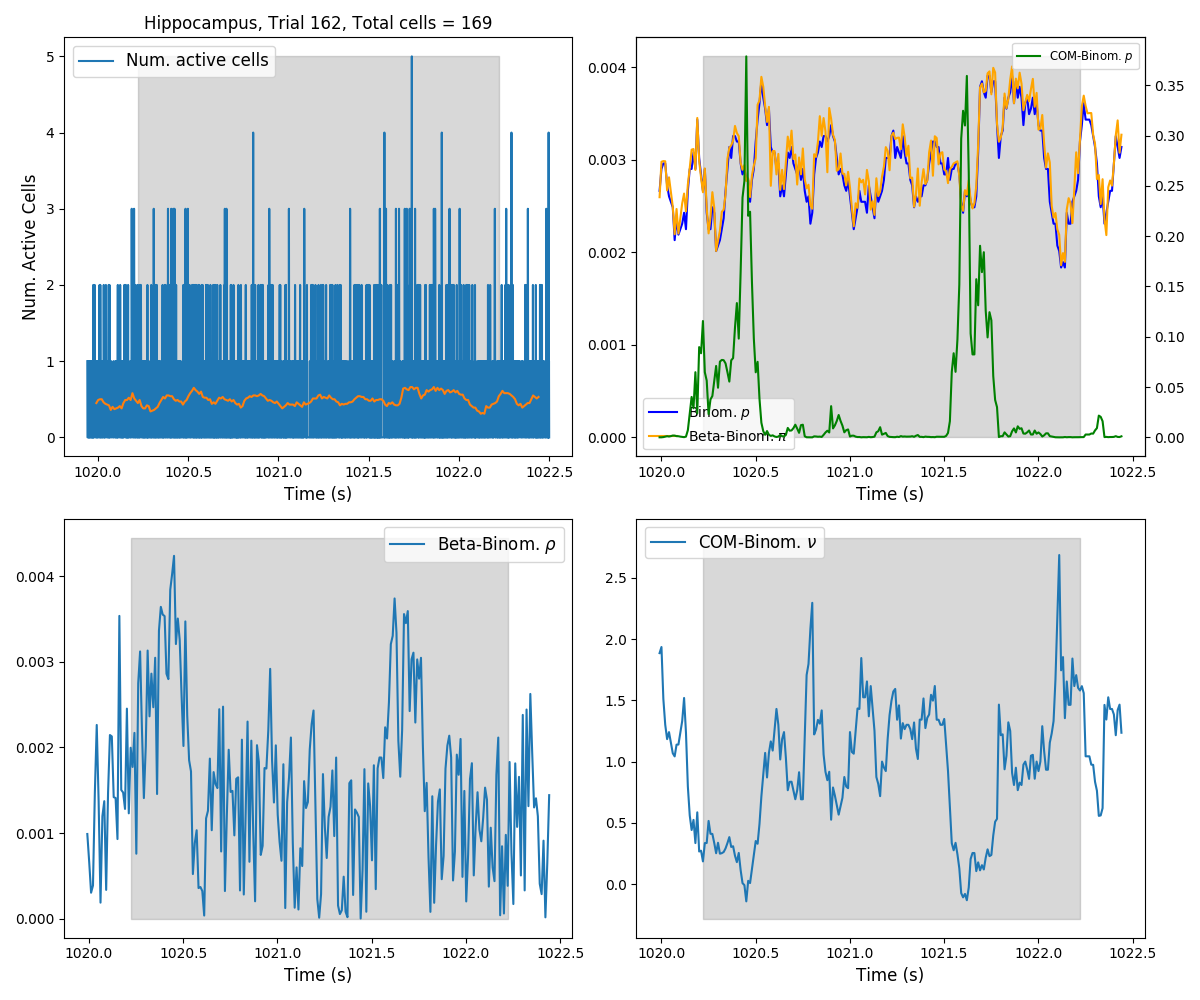 Hippocampus, Trial 162, Total cells = 169
Num. active cells
Num. Active Cells
5
4
3
2
1
0
1020.0 1020.5 1021.0 1021.5 1022.0 1022.5
Time (s)
COM-Binom. p
0.004
0.003
0.002
0.001
0.000
0.35
0.30
0.25
0.20
0.15
0.10
0.05
0.00
Binom. p
Beta-Binom. π
1020.0 1020.5 1021.0 1021.5 1022.0 1022.5
Time (s)
Beta-Binom. ρ
0.004
0.003
0.002
0.001
0.000
1020.0 1020.5 1021.0 1021.5 1022.0 1022.5
Time (s)
COM-Binom. ν
2.5
2.0
1.5
1.0
0.5
0.0
1020.0 1020.5 1021.0 1021.5 1022.0 1022.5
Time (s)